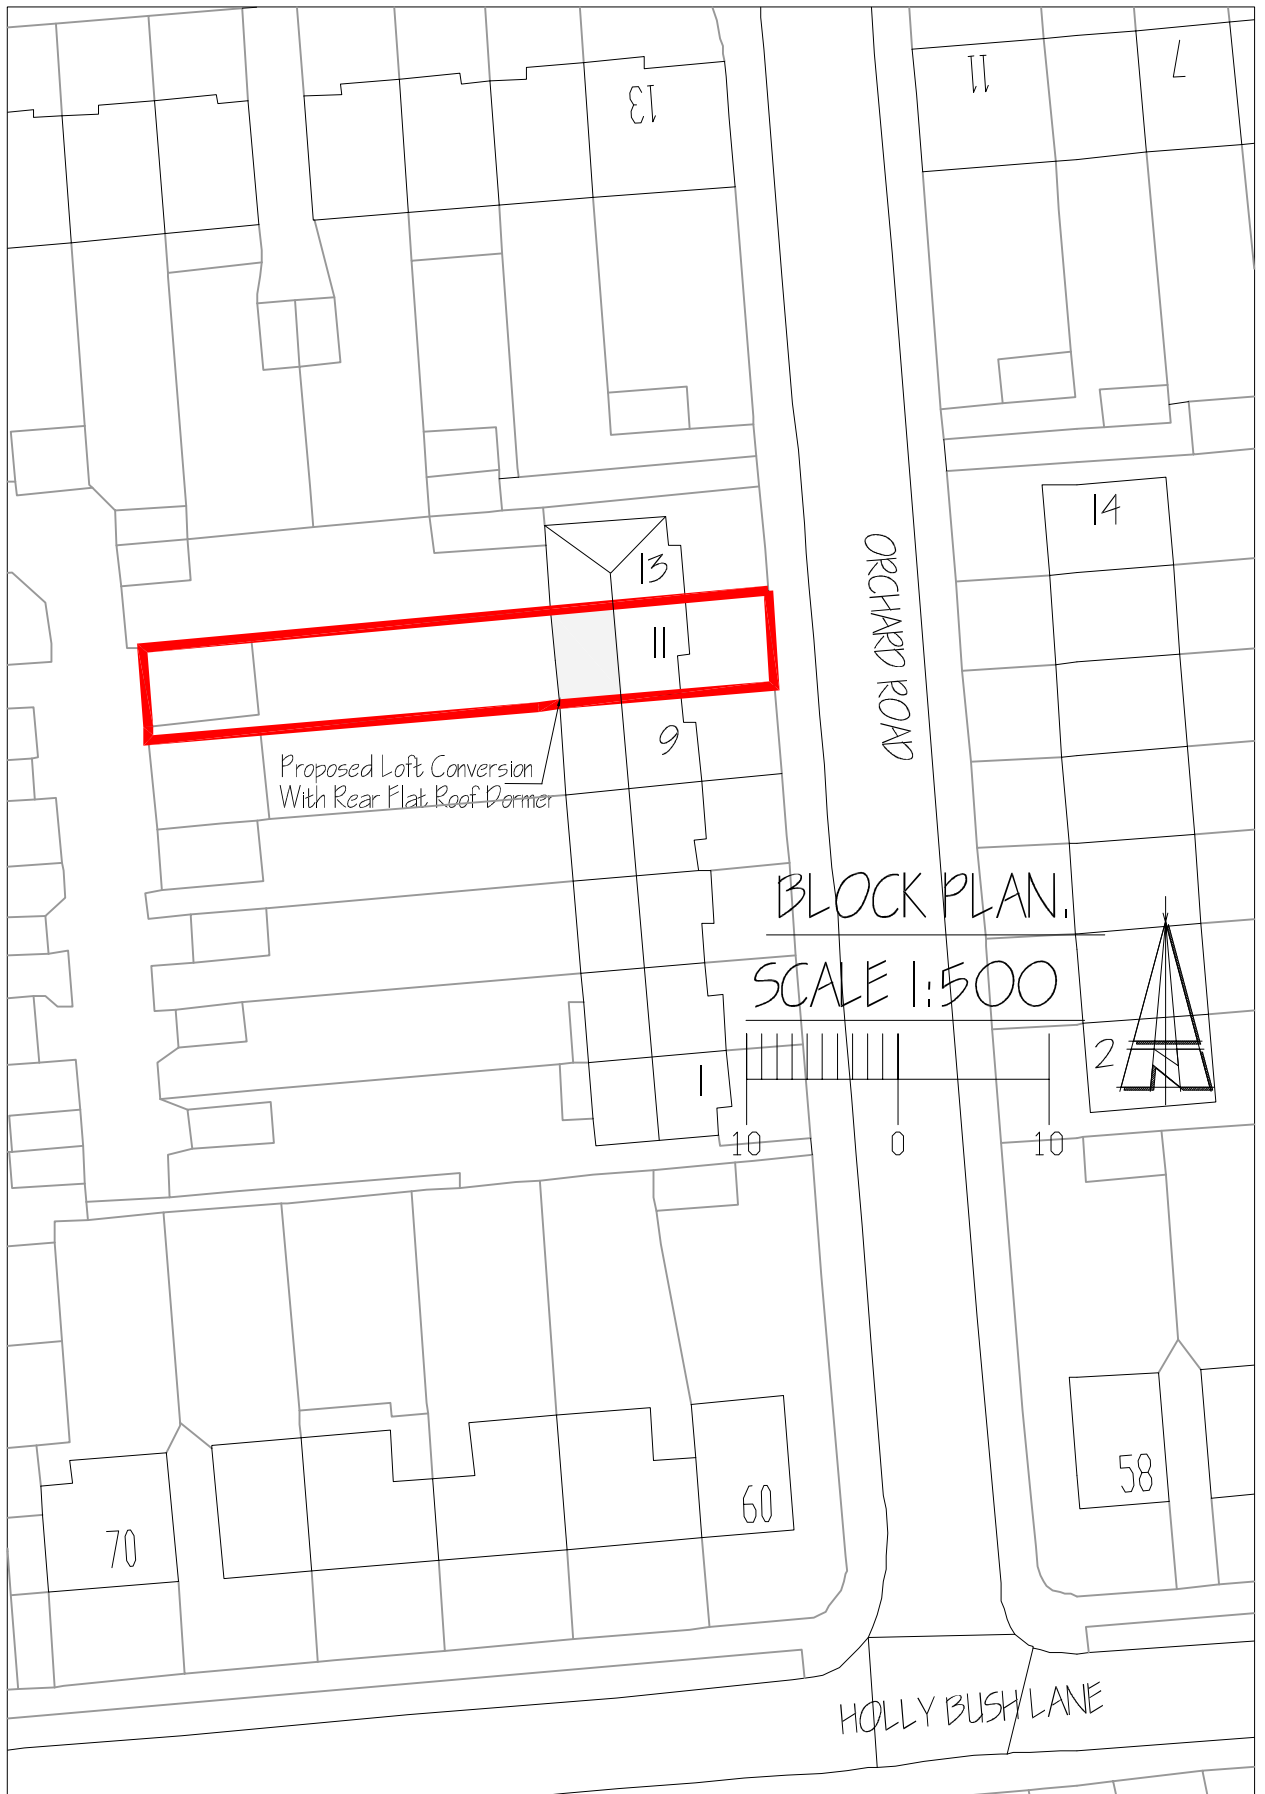 13
11
7
14
13
11
9
ORCHARD ROAD
Proposed Loft Conversion
With Rear Flat Roof Dormer
BLOCK PLAN.
SCALE 1:500
2
N
1
10 0 10
58
60
70
HOLLY BUSH LANE